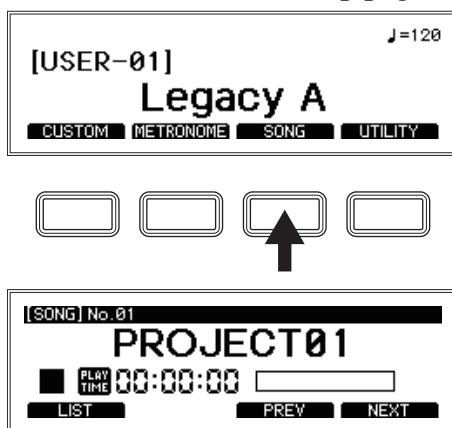 ♩=120
[USER-01]
Legacy A
CUSTOM METRONOME SONG UTILITY
[SONG] No.01
PROJECT01
PLAY TIME 00:00:00
LIST PREV NEXT